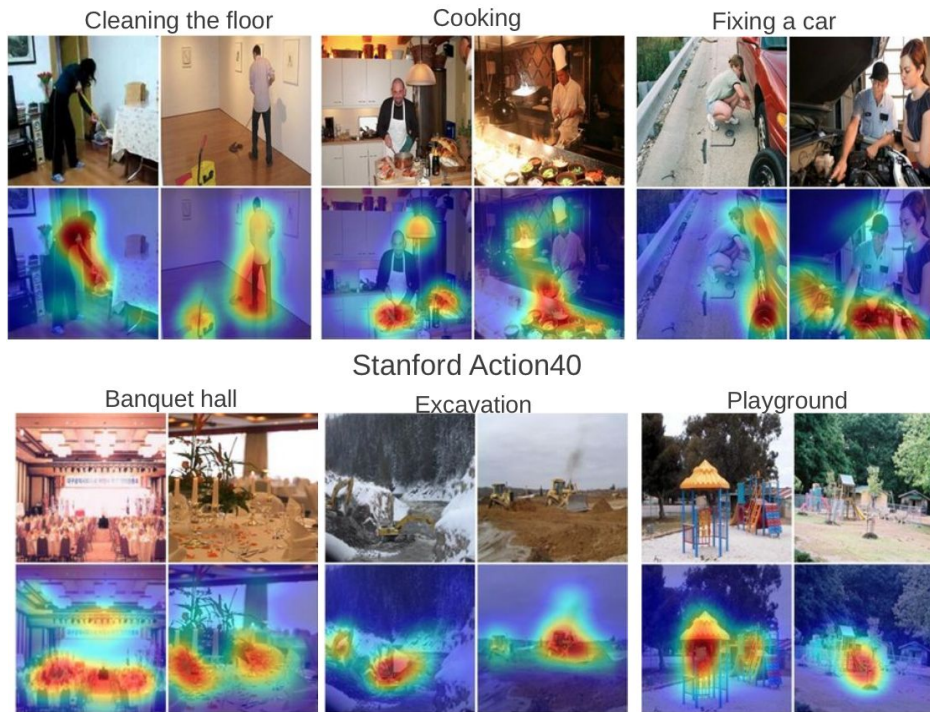 Cleaning the floor
Cooking
Fixing a car
Stanford Action40
Banquet hall
Excavation
Playground